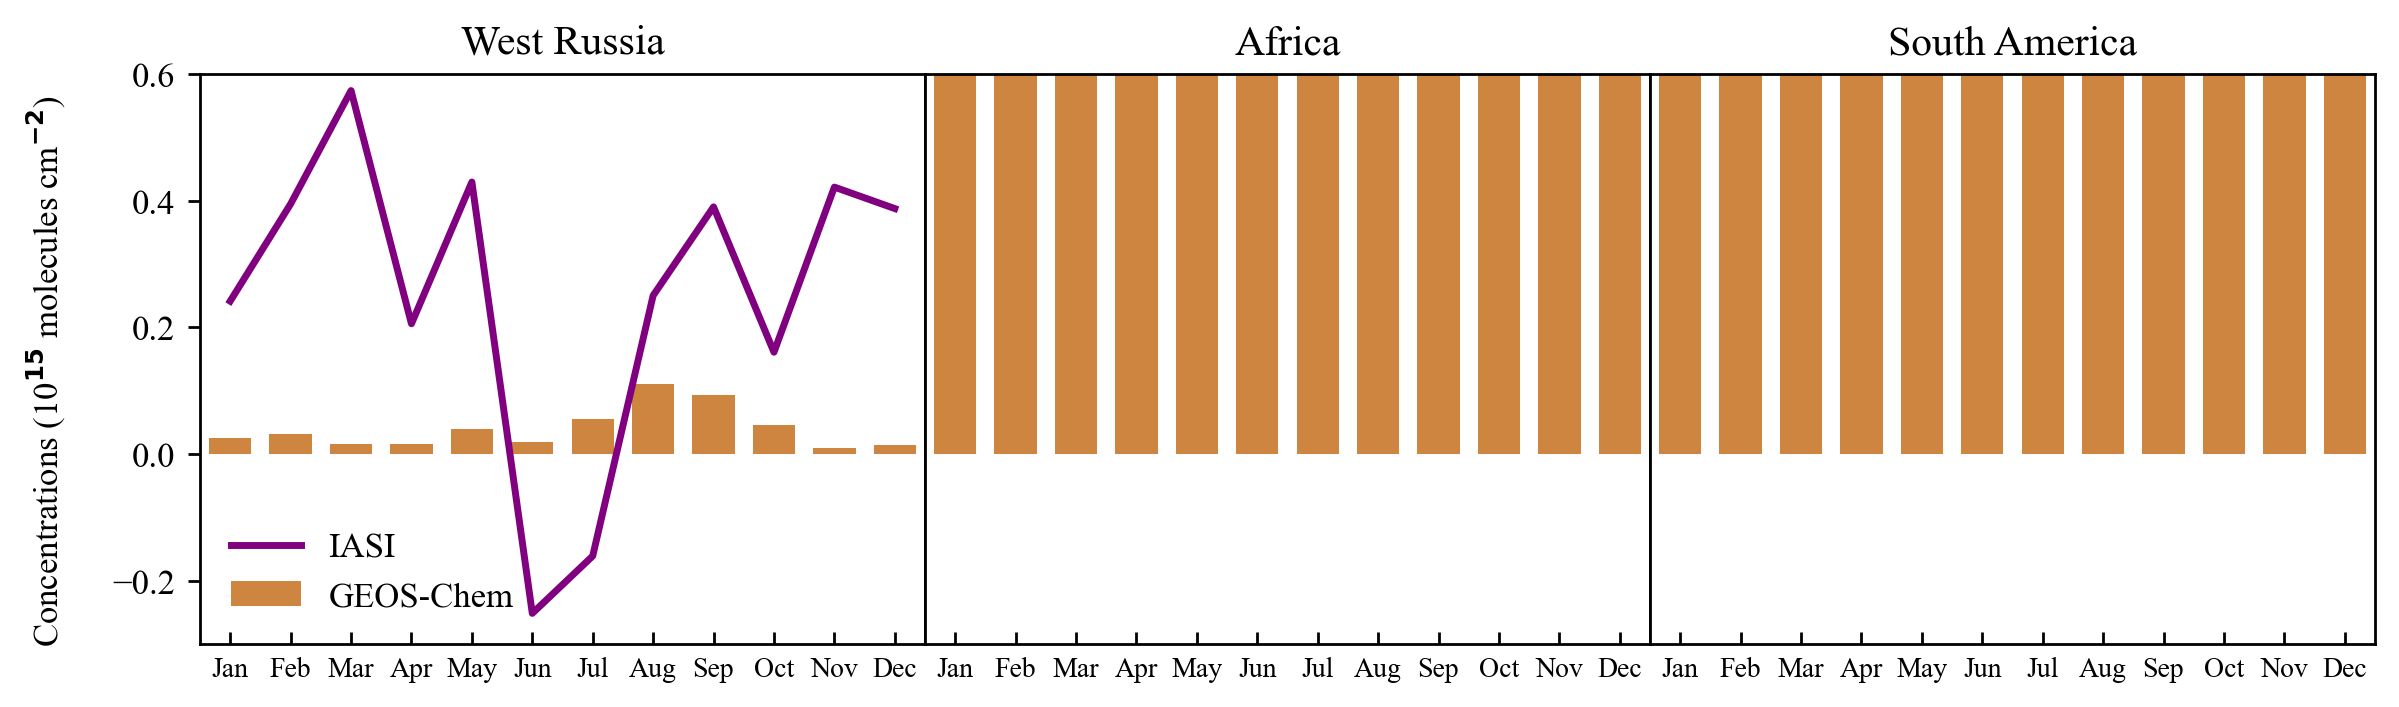 West Russia Africa South America
Concentrations (10¹⁵ molecules cm⁻²)
0.6
0.4
0.2
0.0
−0.2
IASI
GEOS-Chem
Jan Feb Mar Apr May Jun Jul Aug Sep Oct Nov Dec Jan Feb Mar Apr May Jun Jul Aug Sep Oct Nov Dec Jan Feb Mar Apr May Jun Jul Aug Sep Oct Nov Dec